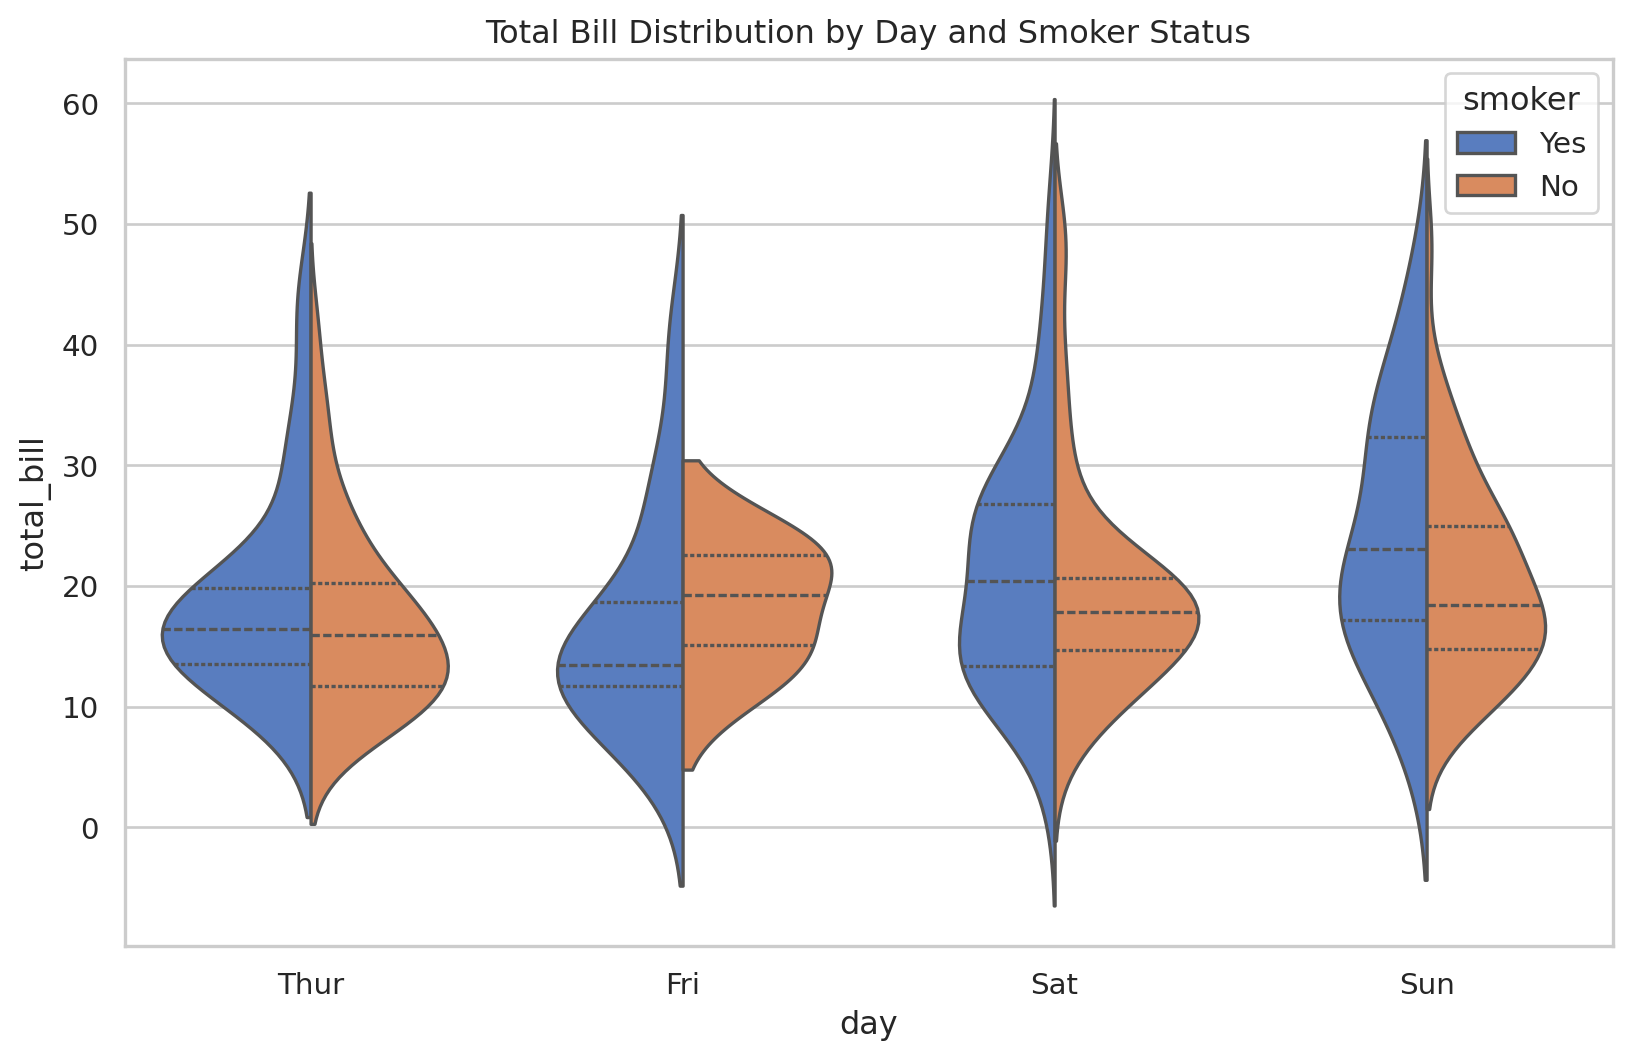 Total Bill Distribution by Day and Smoker Status
smoker
Yes
No
total_bill
60
50
40
30
20
10
0
Thur Fri Sat Sun
day